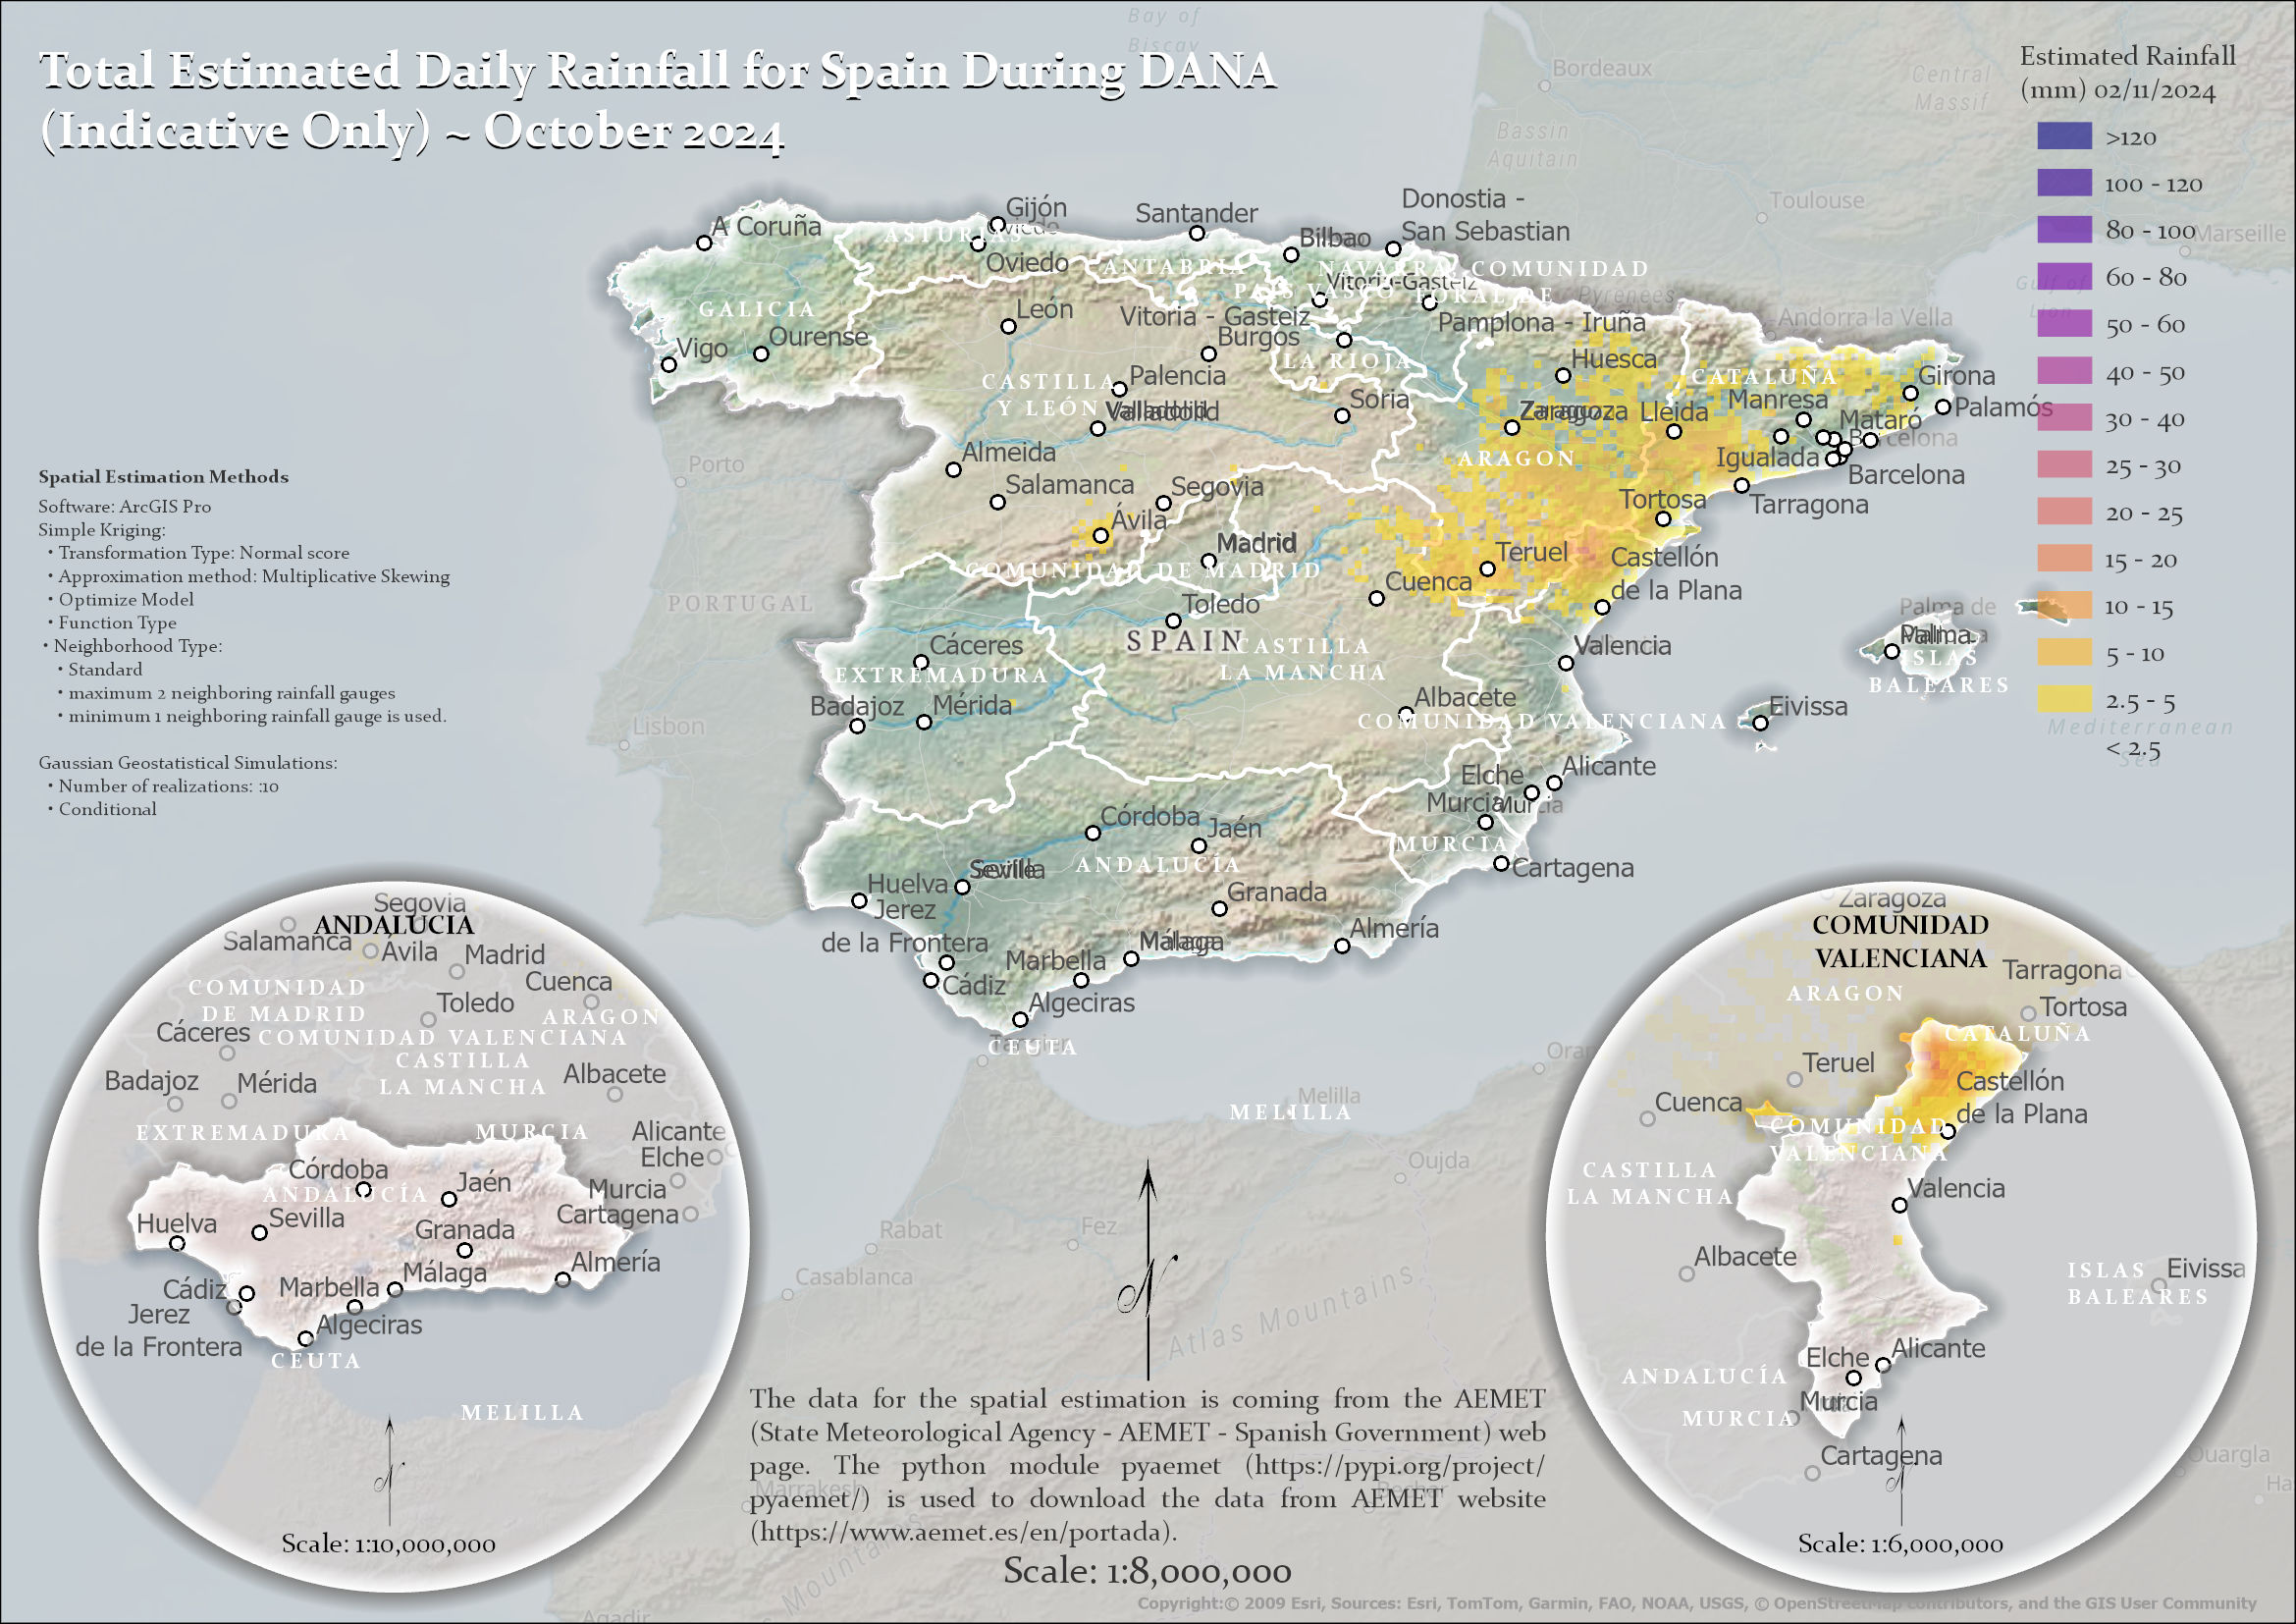 Total Estimated Daily Rainfall for Spain During DANA
(Indicative Only) ~ October 2024
Estimated Rainfall
(mm) 02/11/2024
>120
100 - 120
80 - 100
60 - 80
50 - 60
40 - 50
30 - 40
25 - 30
20 - 25
15 - 20
10 - 15
5 - 10
2.5 - 5
< 2.5
Spatial Estimation Methods
Software: ArcGIS Pro
Simple Kriging:
• Transformation Type: Normal score
• Approximation method: Multiplicative Skewing
• Optimize Model
• Function Type
• Neighborhood Type:
• Standard
• maximum 2 neighboring rainfall gauges
• minimum 1 neighboring rainfall gauge is used.
Gaussian Geostatistical Simulations:
• Number of realizations: :10
• Conditional
Bay of
Biscay
Bordeaux
Central
Massif
Bassin
Aquitain
Toulouse
Marseille
Gulf of
Lion
Pyrenees
Andorra la Vella
Porto
PORTUGAL
Lisbon
Mediterranean
Sea
A Coruña
Gijón
Oviedo
ASTURIAS
Oviedo
Santander
ANTABRIA
Bilbao
Donostia -
San Sebastian
NAVARRA, COMUNIDAD
FORAL DE
PAÍS VASCO
Vitoria-Gasteiz
Vitoria - Gasteiz
Pamplona - Iruña
GALICIA
León
Ourense
Vigo
Burgos
LA RIOJA
Huesca
CASTILLA
Y LEÓN
Palencia
Valladolid
Soria
Zaragoza
Lleida
CATALUÑA
Girona
Manresa
Palamós
Mataró
Barcelona
Igualada
Barcelona
Tarragona
Tortosa
ARAGON
Almeida
Salamanca
Segovia
Ávila
Madrid
COMUNIDAD DE MADRID
Teruel
Cuenca
Castellón
de la Plana
Toledo
SPAIN
CASTILLA
LA MANCHA
Cáceres
EXTREMADURA
Badajoz
Mérida
Valencia
Albacete
COMUNIDAD VALENCIANA
Palma de
Palma
ISLAS
BALEARES
Eivissa
Elche
Alicante
Murcia
Murcia
MURCIA
Cartagena
Córdoba
Jaén
ANDALUCÍA
Sevilla
Huelva
Jerez
de la Frontera
Cádiz
Granada
Málaga
Marbella
Almería
Algeciras
CEUTA
Melilla
MELILLA
Oran
Oujda
Rabat
Fez
Casablanca
Atlas Mountains
Marrakesh
Bechar
Mountains
Agadir
Ouargla
Ha
N
ANDALUCIA
Segovia
Salamanca
Ávila
Madrid
Cuenca
COMUNIDAD
DE MADRID
Toledo
ARAGON
Cáceres
COMUNIDAD VALENCIANA
CASTILLA
LA MANCHA
Badajoz
Mérida
Albacete
EXTREMADURA
MURCIA
Alicante
Elche
Córdoba
ANDALUCÍA
Jaén
Murcia
Cartagena
Huelva
Sevilla
Granada
Almería
Cádiz
Marbella
Málaga
Jerez
de la Frontera
Algeciras
CEUTA
MELILLA
N
Scale: 1:10,000,000
The data for the spatial estimation is coming from the AEMET
(State Meteorological Agency - AEMET - Spanish Government) web
page. The python module pyaemet (https://pypi.org/project/
pyaemet/) is used to download the data from AEMET website
(https://www.aemet.es/en/portada).
Scale: 1:8,000,000
Zaragoza
COMUNIDAD
VALENCIANA
Tarragona
ARAGON
Tortosa
CATALUÑA
Teruel
Castellón
de la Plana
Cuenca
COMUNIDAD
VALENCIANA
CASTILLA
LA MANCHA
Valencia
Albacete
ISLAS
BALEARES
Eivissa
Alicante
Elche
ANDALUCÍA
Murcia
MURCIA
Cartagena
N
Scale: 1:6,000,000
Copyright:© 2009 Esri, Sources: Esri, TomTom, Garmin, FAO, NOAA, USGS, © OpenStreetMap contributors, and the GIS User Community